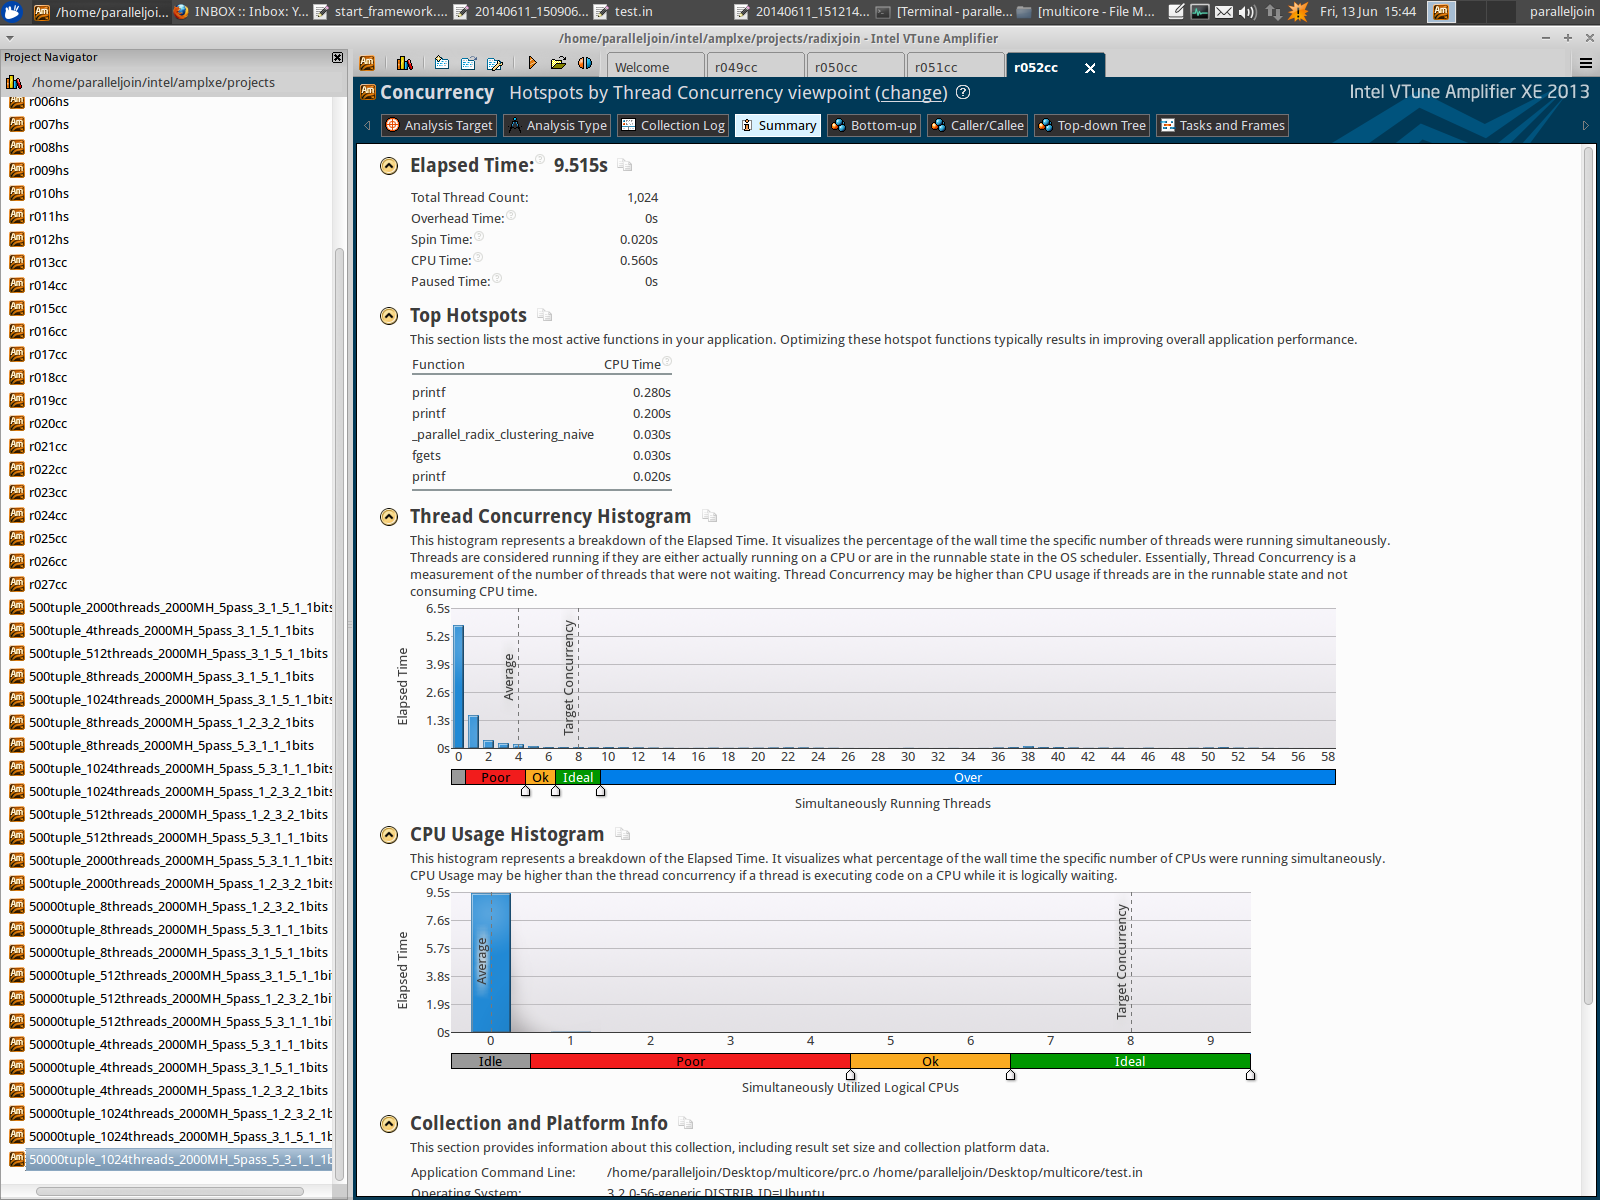 /home/paralleljoi...
INBOX :: Inbox: Y...
start_framework....
20140611_150906...
test.in
20140611_151214...
[Terminal - paralle...
[multicore - File M...
Fri, 13 Jun 15:44
paralleljoin
/home/paralleljoin/intel/amplxe/projects/radixjoin - Intel VTune Amplifier
Project Navigator
/home/paralleljoin/intel/amplxe/projects
r006hs
r007hs
r008hs
r009hs
r010hs
r011hs
r012hs
r013cc
r014cc
r015cc
r016cc
r017cc
r018cc
r019cc
r020cc
r021cc
r022cc
r023cc
r024cc
r025cc
r026cc
r027cc
500tuple_2000threads_2000MH_5pass_3_1_5_1_1bits
500tuple_4threads_2000MH_5pass_3_1_5_1_1bits
500tuple_512threads_2000MH_5pass_3_1_5_1_1bits
500tuple_8threads_2000MH_5pass_3_1_5_1_1bits
500tuple_1024threads_2000MH_5pass_3_1_5_1_1bits
500tuple_8threads_2000MH_5pass_1_2_3_2_1bits
500tuple_8threads_2000MH_5pass_5_3_1_1_1bits
500tuple_1024threads_2000MH_5pass_5_3_1_1_1bits
500tuple_1024threads_2000MH_5pass_1_2_3_2_1bits
500tuple_512threads_2000MH_5pass_1_2_3_2_1bits
500tuple_512threads_2000MH_5pass_5_3_1_1_1bits
500tuple_2000threads_2000MH_5pass_5_3_1_1_1bits
500tuple_2000threads_2000MH_5pass_1_2_3_2_1bits
50000tuple_8threads_2000MH_5pass_1_2_3_2_1bits
50000tuple_8threads_2000MH_5pass_5_3_1_1_1bits
50000tuple_8threads_2000MH_5pass_3_1_5_1_1bits
50000tuple_512threads_2000MH_5pass_3_1_5_1_1bi
50000tuple_512threads_2000MH_5pass_1_2_3_2_1bi
50000tuple_512threads_2000MH_5pass_5_3_1_1_1bi
50000tuple_4threads_2000MH_5pass_5_3_1_1_1bits
50000tuple_4threads_2000MH_5pass_3_1_5_1_1bits
50000tuple_4threads_2000MH_5pass_1_2_3_2_1bits
50000tuple_1024threads_2000MH_5pass_1_2_3_2_1b
50000tuple_1024threads_2000MH_5pass_3_1_5_1_1b
50000tuple_1024threads_2000MH_5pass_5_3_1_1_1b
Welcome
r049cc
r050cc
r051cc
r052cc
Concurrency Hotspots by Thread Concurrency viewpoint (change)
Intel VTune Amplifier XE 2013
Analysis Target
Analysis Type
Collection Log
Summary
Bottom-up
Caller/Callee
Top-down Tree
Tasks and Frames
Elapsed Time: 9.515s
Total Thread Count: 1,024
Overhead Time: 0s
Spin Time: 0.020s
CPU Time: 0.560s
Paused Time: 0s
Top Hotspots
This section lists the most active functions in your application. Optimizing these hotspot functions typically results in improving overall application performance.
Function CPU Time
printf 0.280s
printf 0.200s
_parallel_radix_clustering_naive 0.030s
fgets 0.030s
printf 0.020s
Thread Concurrency Histogram
This histogram represents a breakdown of the Elapsed Time. It visualizes the percentage of the wall time the specific number of threads were running simultaneously.
Threads are considered running if they are either actually running on a CPU or are in the runnable state in the OS scheduler. Essentially, Thread Concurrency is a
measurement of the number of threads that were not waiting. Thread Concurrency may be higher than CPU usage if threads are in the runnable state and not
consuming CPU time.
Elapsed Time
6.5s
5.2s
3.9s
2.6s
1.3s
0s
Average
Target Concurrency
0 2 4 6 8 10 12 14 16 18 20 22 24 26 28 30 32 34 36 38 40 42 44 46 48 50 52 54 56 58
Poor Ok Ideal Over
Simultaneously Running Threads
CPU Usage Histogram
This histogram represents a breakdown of the Elapsed Time. It visualizes what percentage of the wall time the specific number of CPUs were running simultaneously.
CPU Usage may be higher than the thread concurrency if a thread is executing code on a CPU while it is logically waiting.
Elapsed Time
9.5s
7.6s
5.7s
3.8s
1.9s
0s
Average
Target Concurrency
0 1 2 3 4 5 6 7 8 9
Idle Poor Ok Ideal
Simultaneously Utilized Logical CPUs
Collection and Platform Info
This section provides information about this collection, including result set size and collection platform data.
Application Command Line: /home/paralleljoin/Desktop/multicore/prc.o /home/paralleljoin/Desktop/multicore/test.in
Operating System: 3.2.0-56-generic DISTRIB_ID=Ubuntu